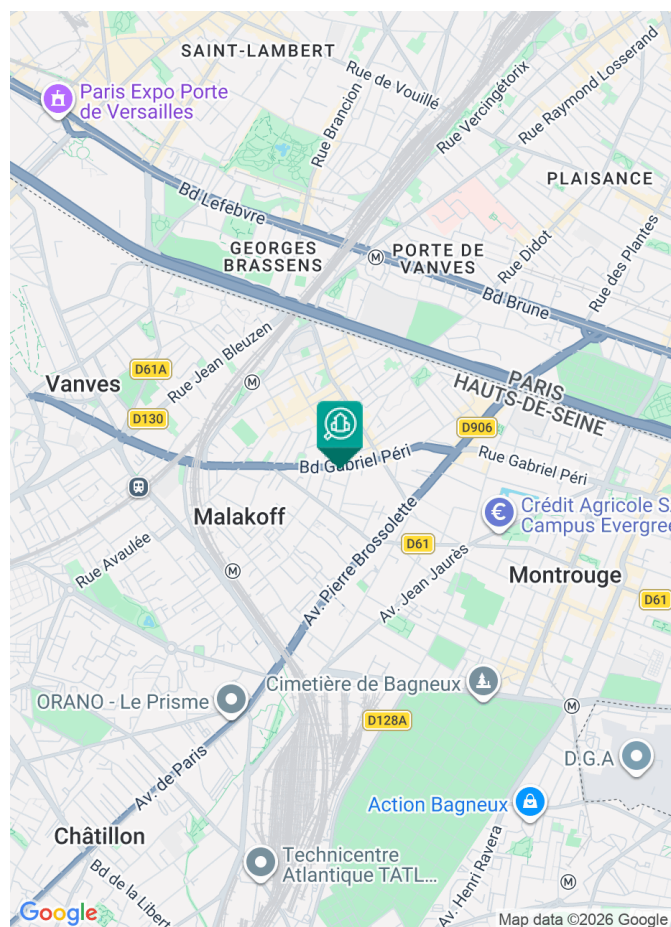 SAINT-LAMBERT
Rue de Vouillé
Rue Vercingétorix
Rue Raymond Losserand
Paris Expo Porte
de Versailles
Rue Brancion
PLAISANCE
Bd Lefebvre
GEORGES
BRASSENS
M
PORTE DE
VANVES
Rue Didot
Rue des Plantes
Bd Brune
Rue Jean Bleuzen
D61A
Vanves
M
PARIS
HAUTS-DE-SEINE
D130
D906
Bd Gabriel Péri
Rue Gabriel Péri
Malakoff
€
Crédit Agricole S
Campus Evergree
Rue Avaulée
D61
M
Av. Pierre Brossolette
Av. Jean Jaurès
Montrouge
D61
Cimetière de Bagneux
ORANO - Le Prisme
M
D128A
D.G.A
Av. de Paris
Action Bagneux
Châtillon
Technicentre
Atlantique TATL...
Bd de la Libert
Av. Henri Ravera
M
Google
Map data ©2026 Google